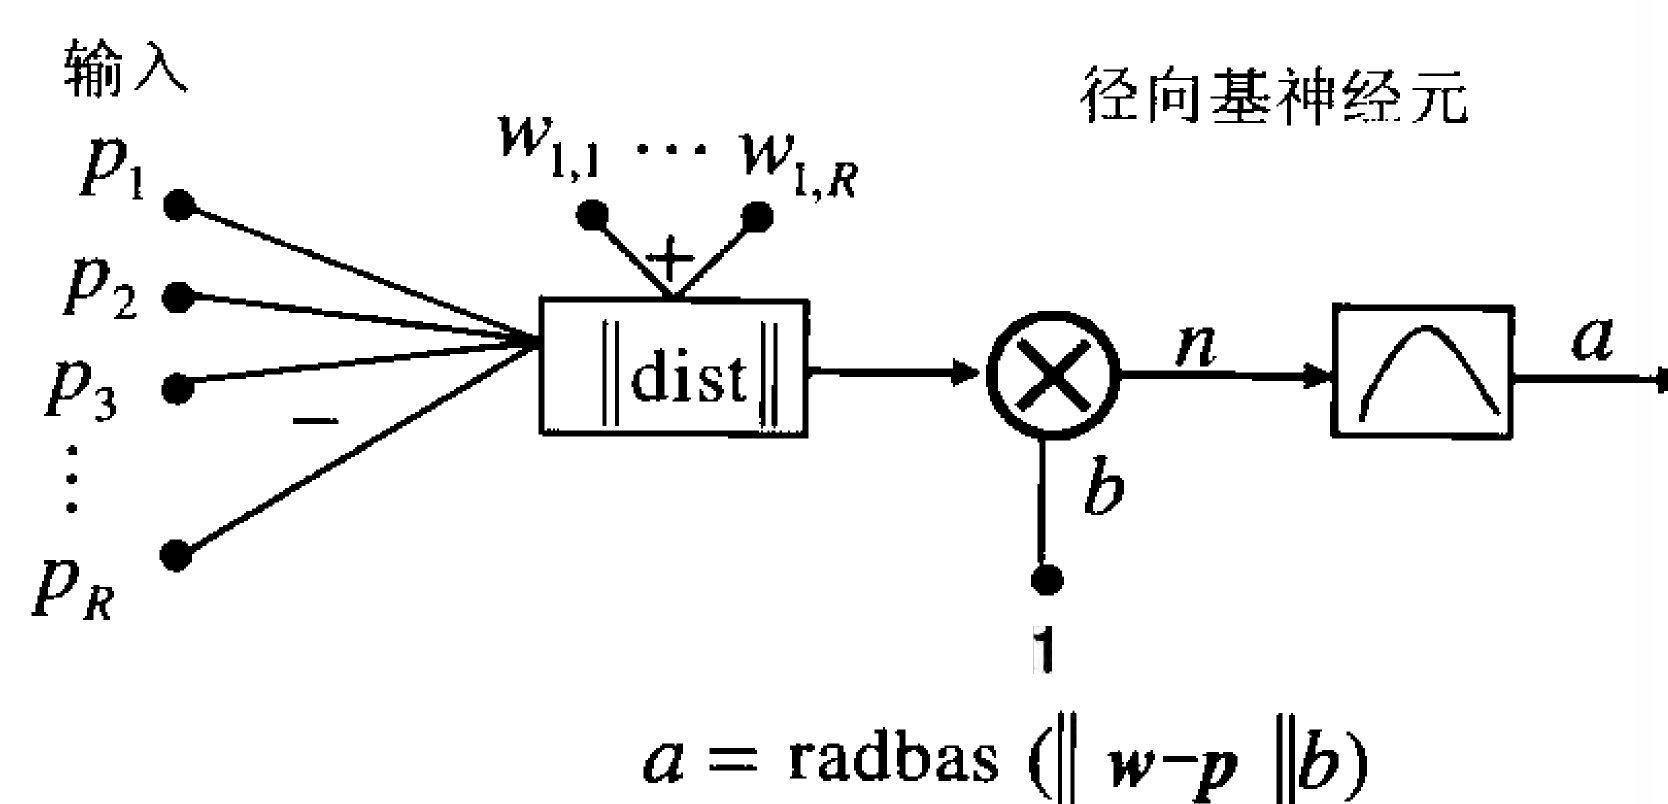 输入
径向基神经元
w1,1 ··· w1,R
p1
+
p2
‖dist‖
n
a
p3
−
⋮
b
pR
1
a = radbas (‖ w−p ‖b)